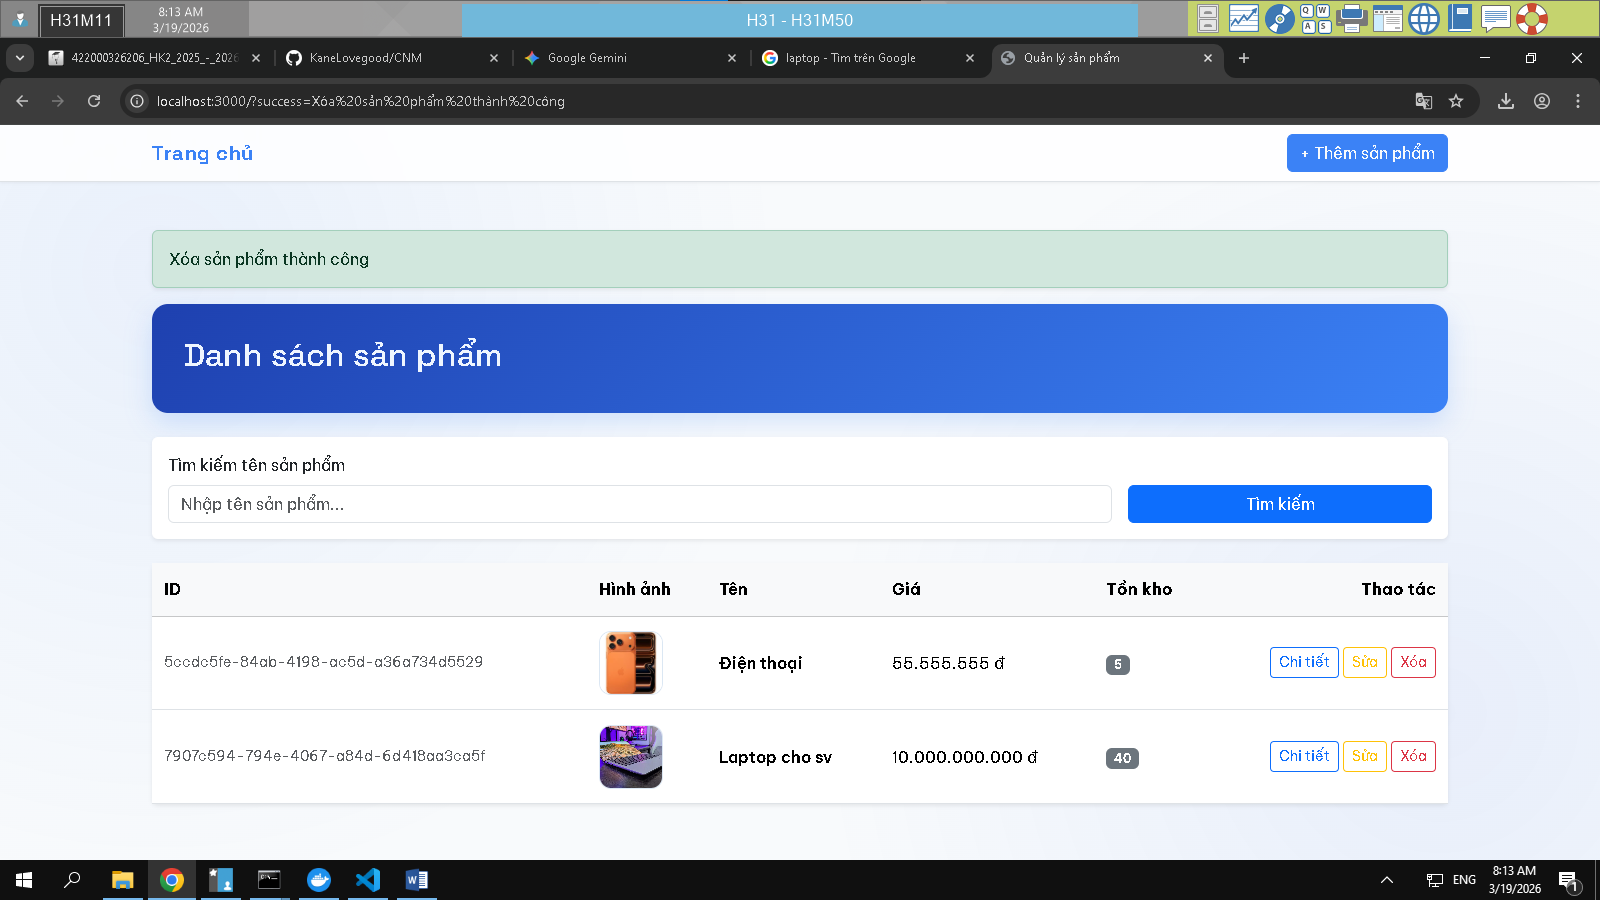 H31M11
8:13 AM
3/19/2026
H31 - H31M50
Q W
A S
422000326206_HK2_2025_-_2026
KaneLovegood/CNM
Google Gemini
laptop - Tìm trên Google
Quản lý sản phẩm
localhost:3000/?success=Xóa%20sản%20phẩm%20thành%20công
Trang chủ
+ Thêm sản phẩm
Xóa sản phẩm thành công
Danh sách sản phẩm
Tìm kiếm tên sản phẩm
Nhập tên sản phẩm...
Tìm kiếm
ID Hình ảnh Tên Giá Tồn kho Thao tác
5ccdc5fe-84ab-4198-ac5d-a36a734d5529 Điện thoại 55.555.555 đ 5 Chi tiết Sửa Xóa
7907c594-794e-4067-a84d-6d418aa3ca5f Laptop cho sv 10.000.000.000 đ 40 Chi tiết Sửa Xóa
ENG
8:13 AM
3/19/2026
1